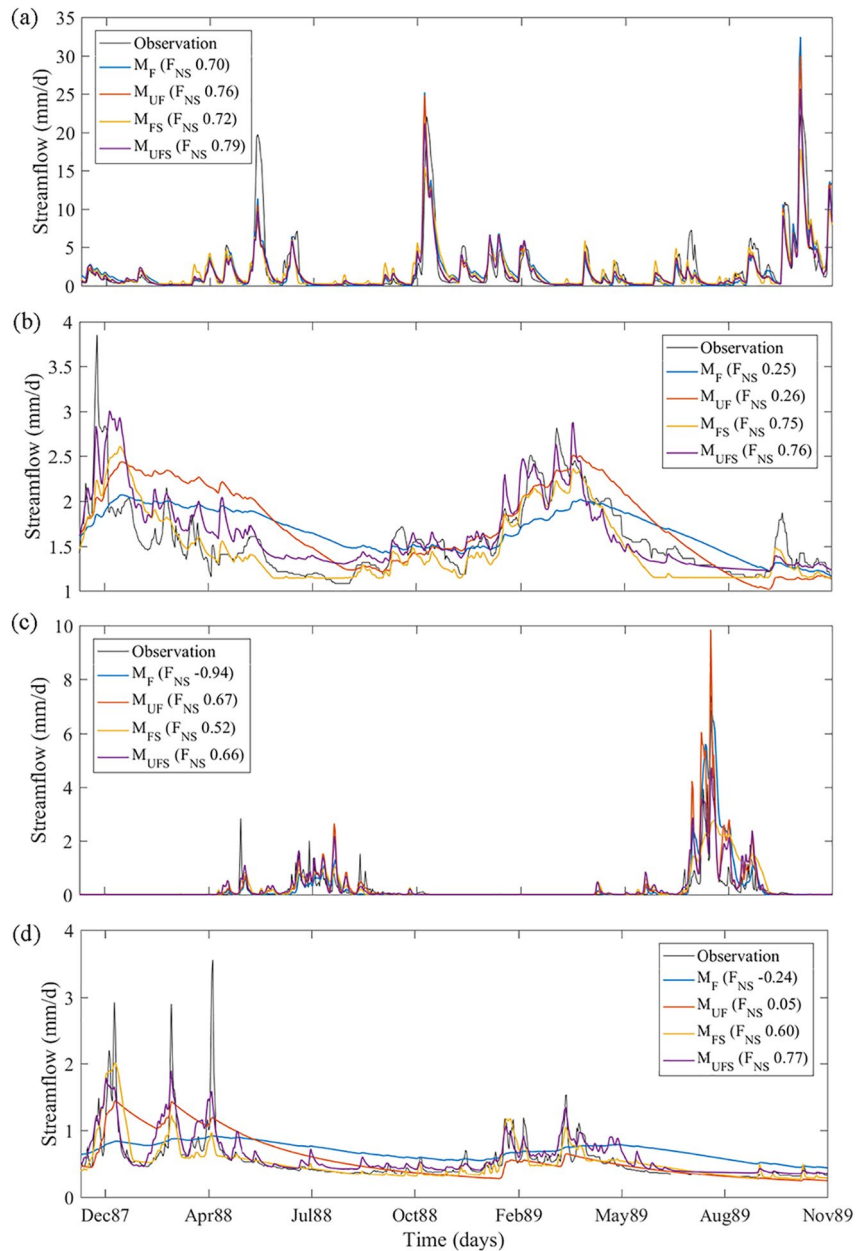 (a)
35
30
25
20
15
10
5
0
Streamflow (mm/d)
Observation
M_F (F_NS 0.70)
M_UF (F_NS 0.76)
M_FS (F_NS 0.72)
M_UFS (F_NS 0.79)
(b)
4
3.5
3
2.5
2
1.5
1
Streamflow (mm/d)
Observation
M_F (F_NS 0.25)
M_UF (F_NS 0.26)
M_FS (F_NS 0.75)
M_UFS (F_NS 0.76)
(c)
10
8
6
4
2
0
Streamflow (mm/d)
Observation
M_F (F_NS -0.94)
M_UF (F_NS 0.67)
M_FS (F_NS 0.52)
M_UFS (F_NS 0.66)
(d)
4
3
2
1
0
Streamflow (mm/d)
Observation
M_F (F_NS -0.24)
M_UF (F_NS 0.05)
M_FS (F_NS 0.60)
M_UFS (F_NS 0.77)
Dec87 Apr88 Jul88 Oct88 Feb89 May89 Aug89 Nov89
Time (days)